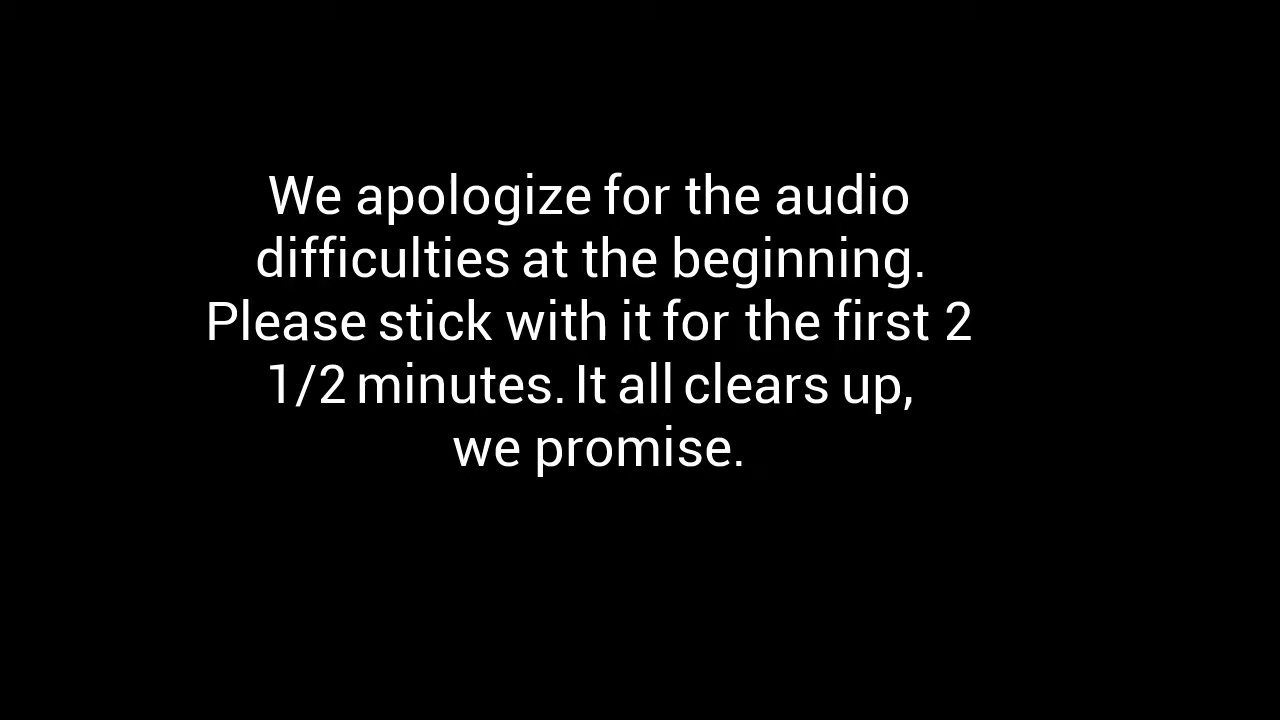 We apologize for the audio
difficulties at the beginning.
Please stick with it for the first 2
1/2 minutes. It all clears up,
we promise.